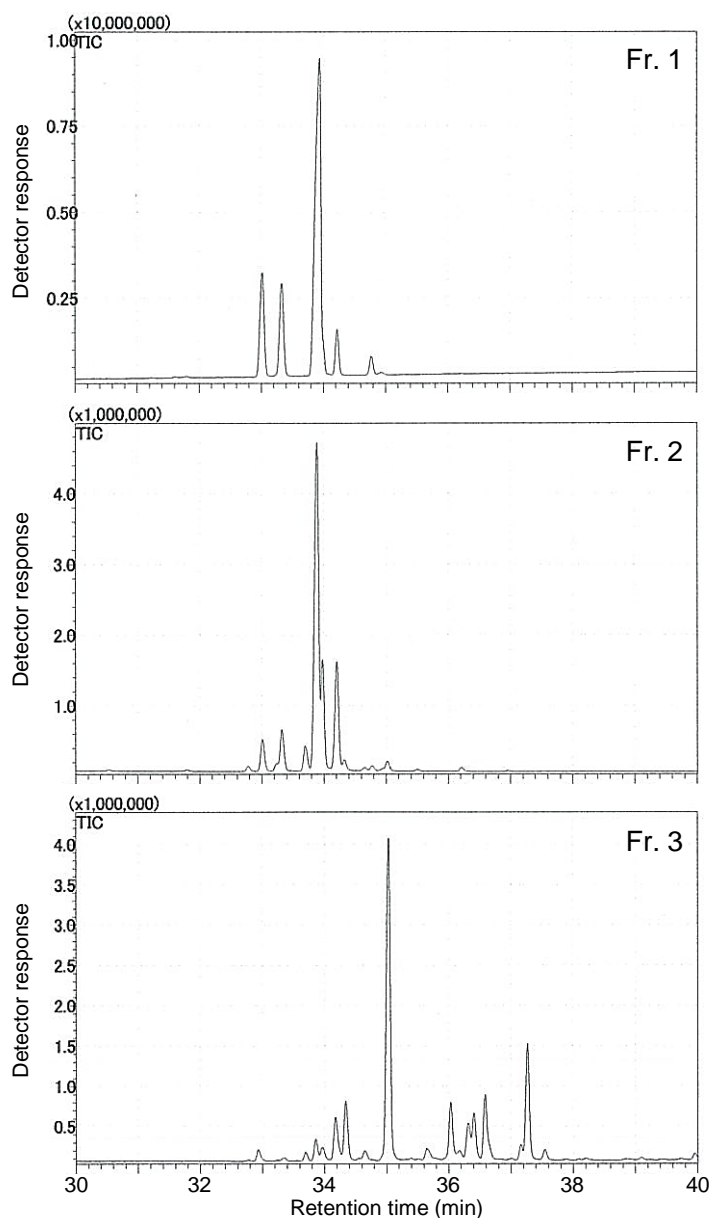 (x10,000,000)
1.00 TIC
Fr. 1
0.75
0.50
0.25
Detector response
(x1,000,000)
TIC
Fr. 2
4.0
3.0
2.0
1.0
Detector response
(x1,000,000)
TIC
Fr. 3
4.0
3.5
3.0
2.5
2.0
1.5
1.0
0.5
Detector response
30 32 34 36 38 40
Retention time (min)